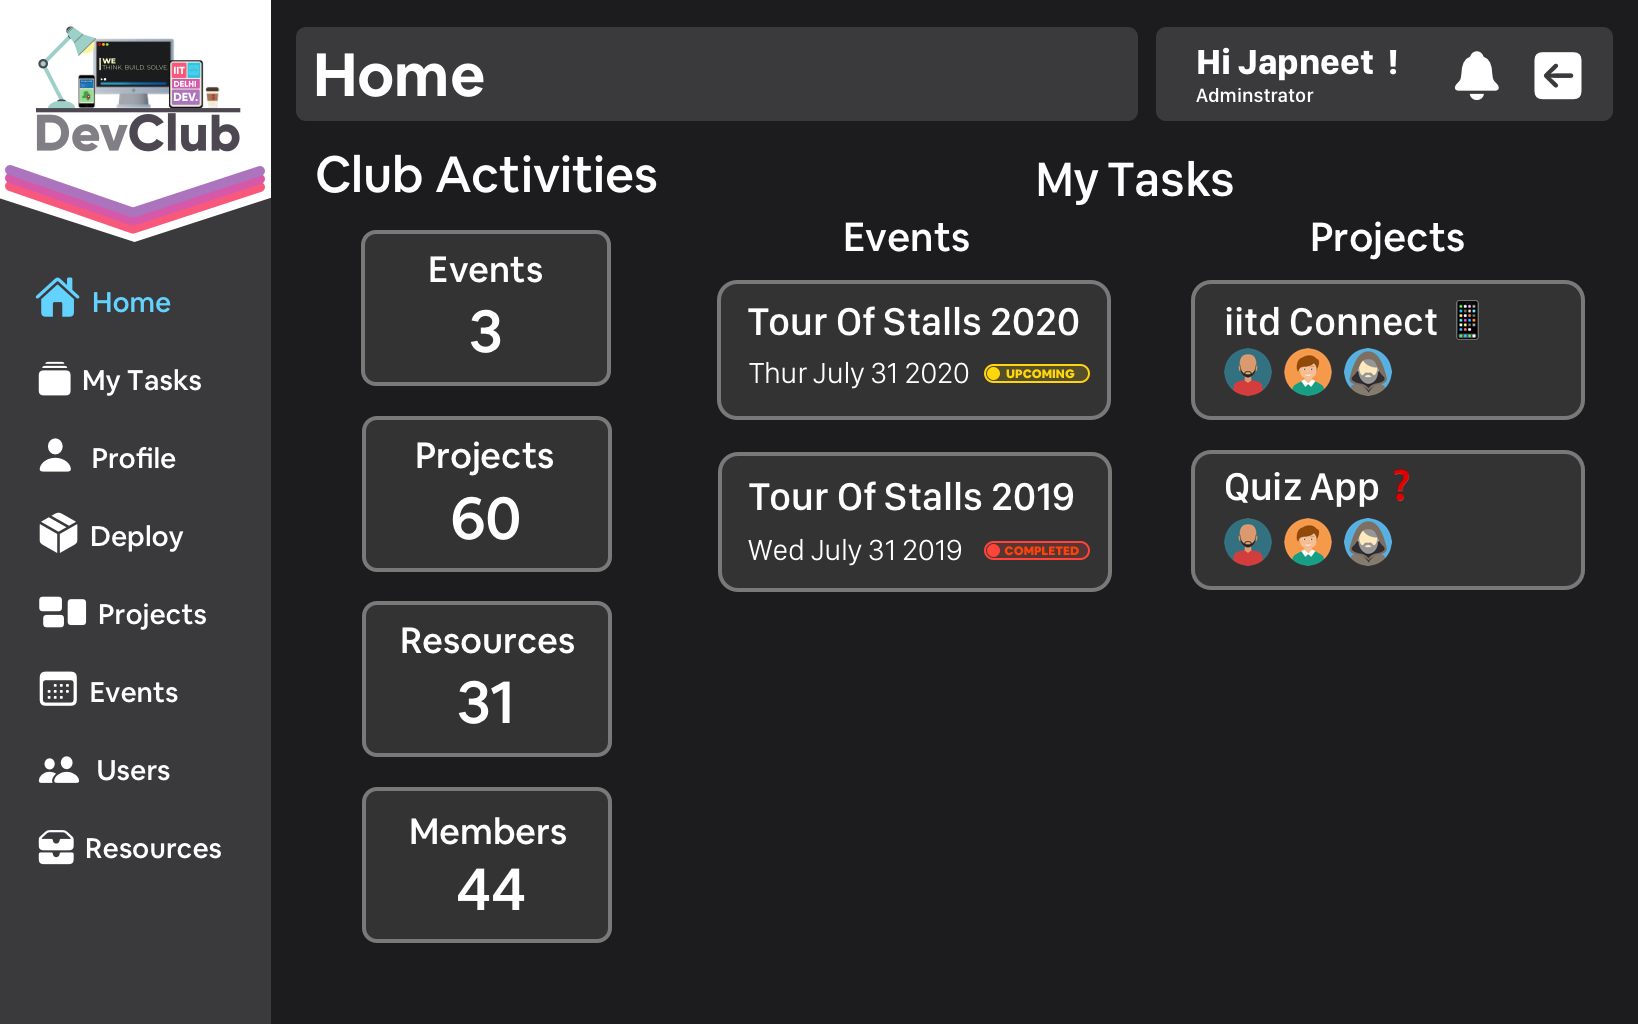 WE
THINK. BUILD. SOLVE
IIT
DELHI
DEV.
DevClub
Home
My Tasks
Profile
Deploy
Projects
Events
Users
Resources
Home
Hi Japneet !
Adminstrator
Club Activities
Events
3
Projects
60
Resources
31
Members
44
My Tasks
Events
Tour Of Stalls 2020
Thur July 31 2020 UPCOMING
Tour Of Stalls 2019
Wed July 31 2019 COMPLETED
Projects
iitd Connect 📱
Quiz App ❓